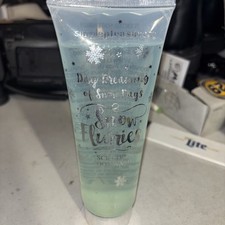 Day Dreaming
of Snow Days
Snow
Flurries
Lite